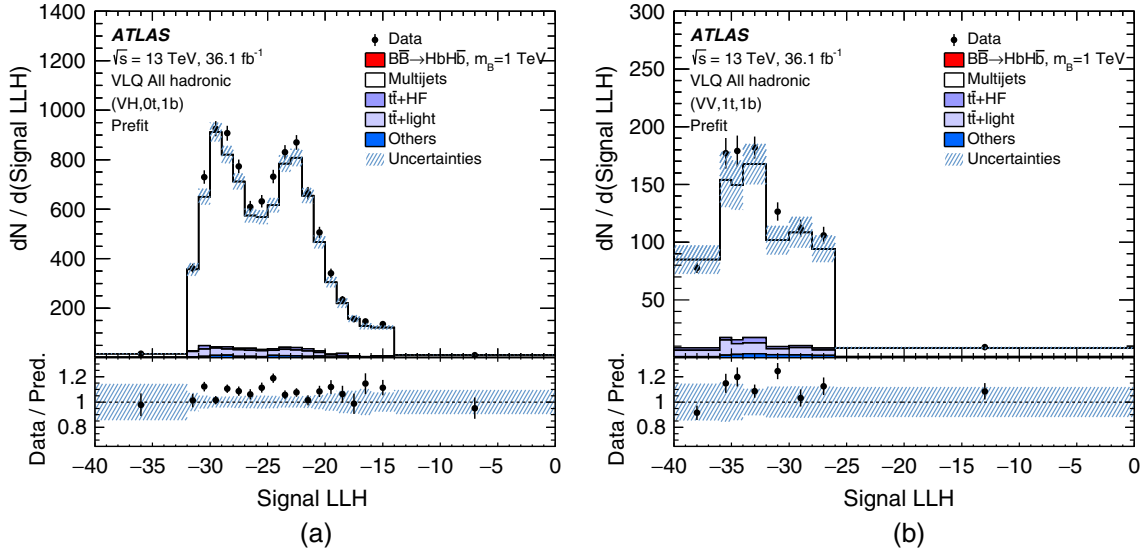 dN / d(Signal LLH)
1400
1200
1000
800
600
400
200
ATLAS
√s = 13 TeV, 36.1 fb⁻¹
VLQ All hadronic
(VH,0t,1b)
Prefit
Data
BB̅→HbHb̅, m_B=1 TeV
Multijets
tt̅+HF
tt̅+light
Others
Uncertainties
Data / Pred.
1.2
1
0.8
−40 −35 −30 −25 −20 −15 −10 −5 0
Signal LLH
(a)
dN / d(Signal LLH)
300
250
200
150
100
50
ATLAS
√s = 13 TeV, 36.1 fb⁻¹
VLQ All hadronic
(VV,1t,1b)
Prefit
Data
BB̅→HbHb̅, m_B=1 TeV
Multijets
tt̅+HF
tt̅+light
Others
Uncertainties
Data / Pred.
1.2
1
0.8
−40 −35 −30 −25 −20 −15 −10 −5 0
Signal LLH
(b)